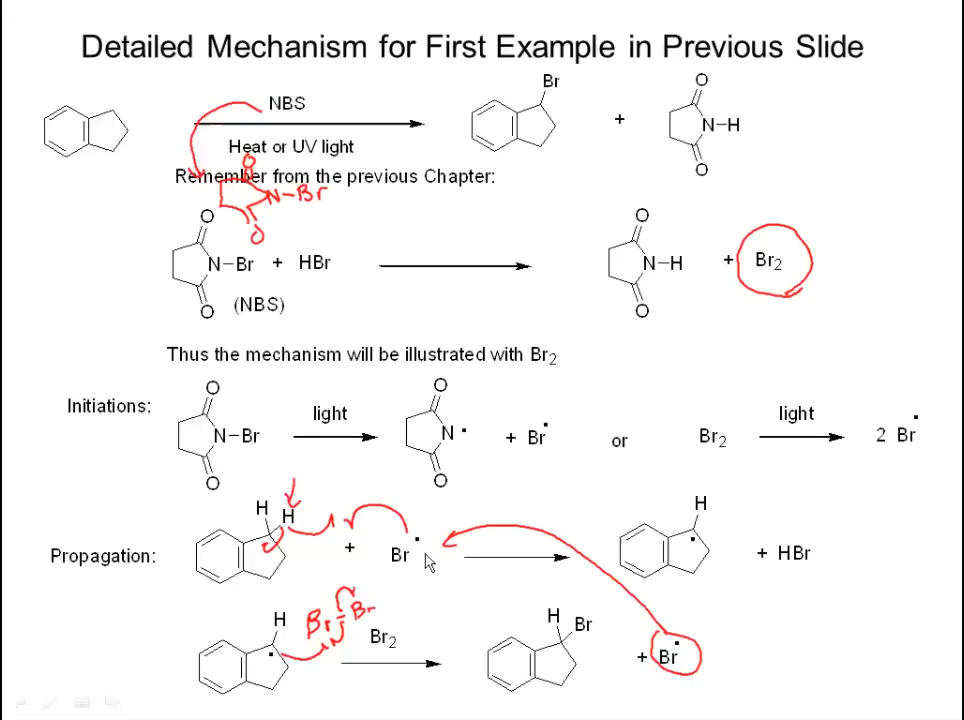 Detailed Mechanism for First Example in Previous Slide
NBS
Heat or UV light
Br
+
O
N-H
O
Remember from the previous Chapter:
O
N-Br
O
O
N-Br + HBr
O
(NBS)
O
N-H
O
+ Br2
Thus the mechanism will be illustrated with Br2
Initiations:
O
N-Br
O
light
O
N·
O
+ Br·
or
Br2
light
2 Br·
Propagation:
H
H
+
Br·
H
·
+ HBr
H
·
Br-Br
Br2
H
Br
+ Br·